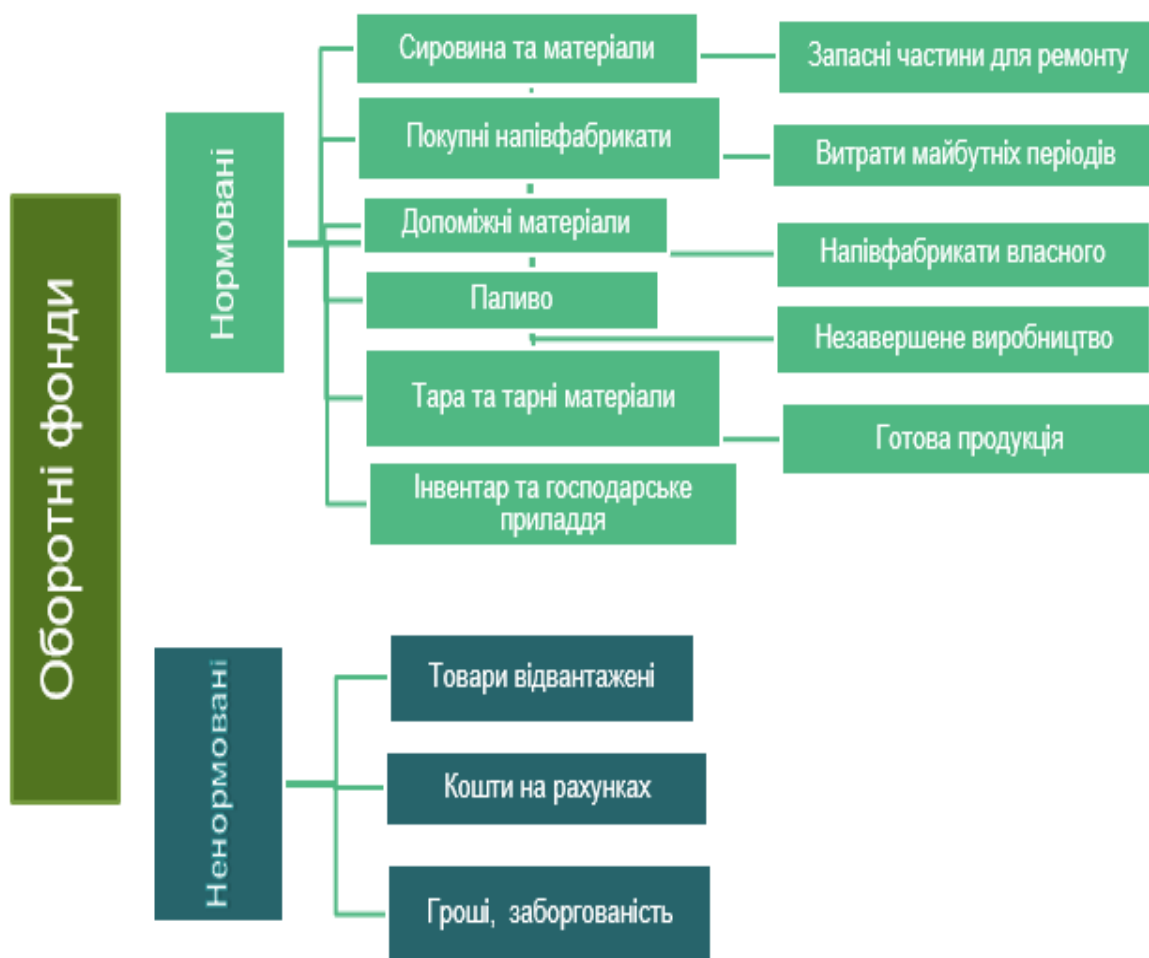 Оборотні фонди
Нормовані
Сировина та матеріали
Покупні напівфабрикати
Допоміжні матеріали
Паливо
Тара та тарні матеріали
Інвентар та господарське
приладдя
Запасні частини для ремонту
Витрати майбутніх періодів
Напівфабрикати власного
Незавершене виробництво
Готова продукція
Ненормовані
Товари відвантажені
Кошти на рахунках
Гроші, заборгованість